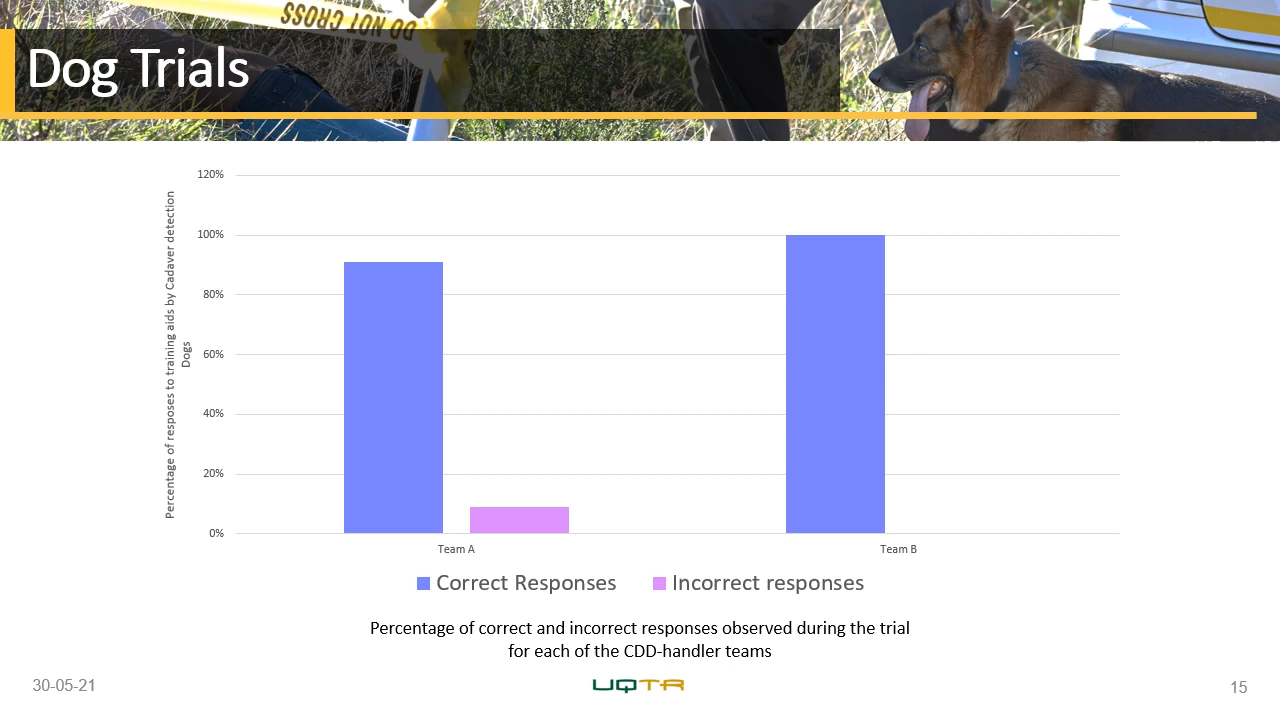 DO NOT CROSS
Dog Trials
120%
100%
80%
60%
40%
20%
0%
Percentage of resposes to training aids by Cadaver detection
Dogs
Team A
Team B
Correct Responses
Incorrect responses
Percentage of correct and incorrect responses observed during the trial
for each of the CDD-handler teams
30-05-21
UQTR
15